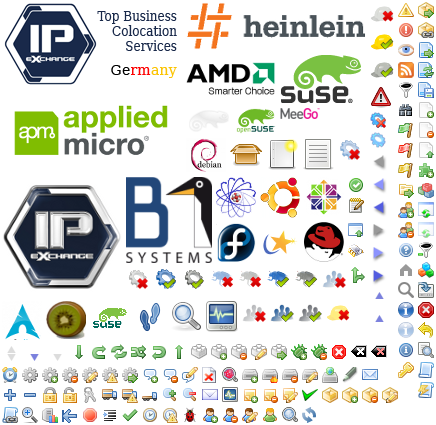 IP
EXCHANGE
Top Business
Colocation
Services
Germany
heinlein
AMD
Smarter Choice
SUSE
MeeGo
apm
applied
micro
openSUSE
debian
IP
EXCHANGE
B1
SYSTEMS
SUSE